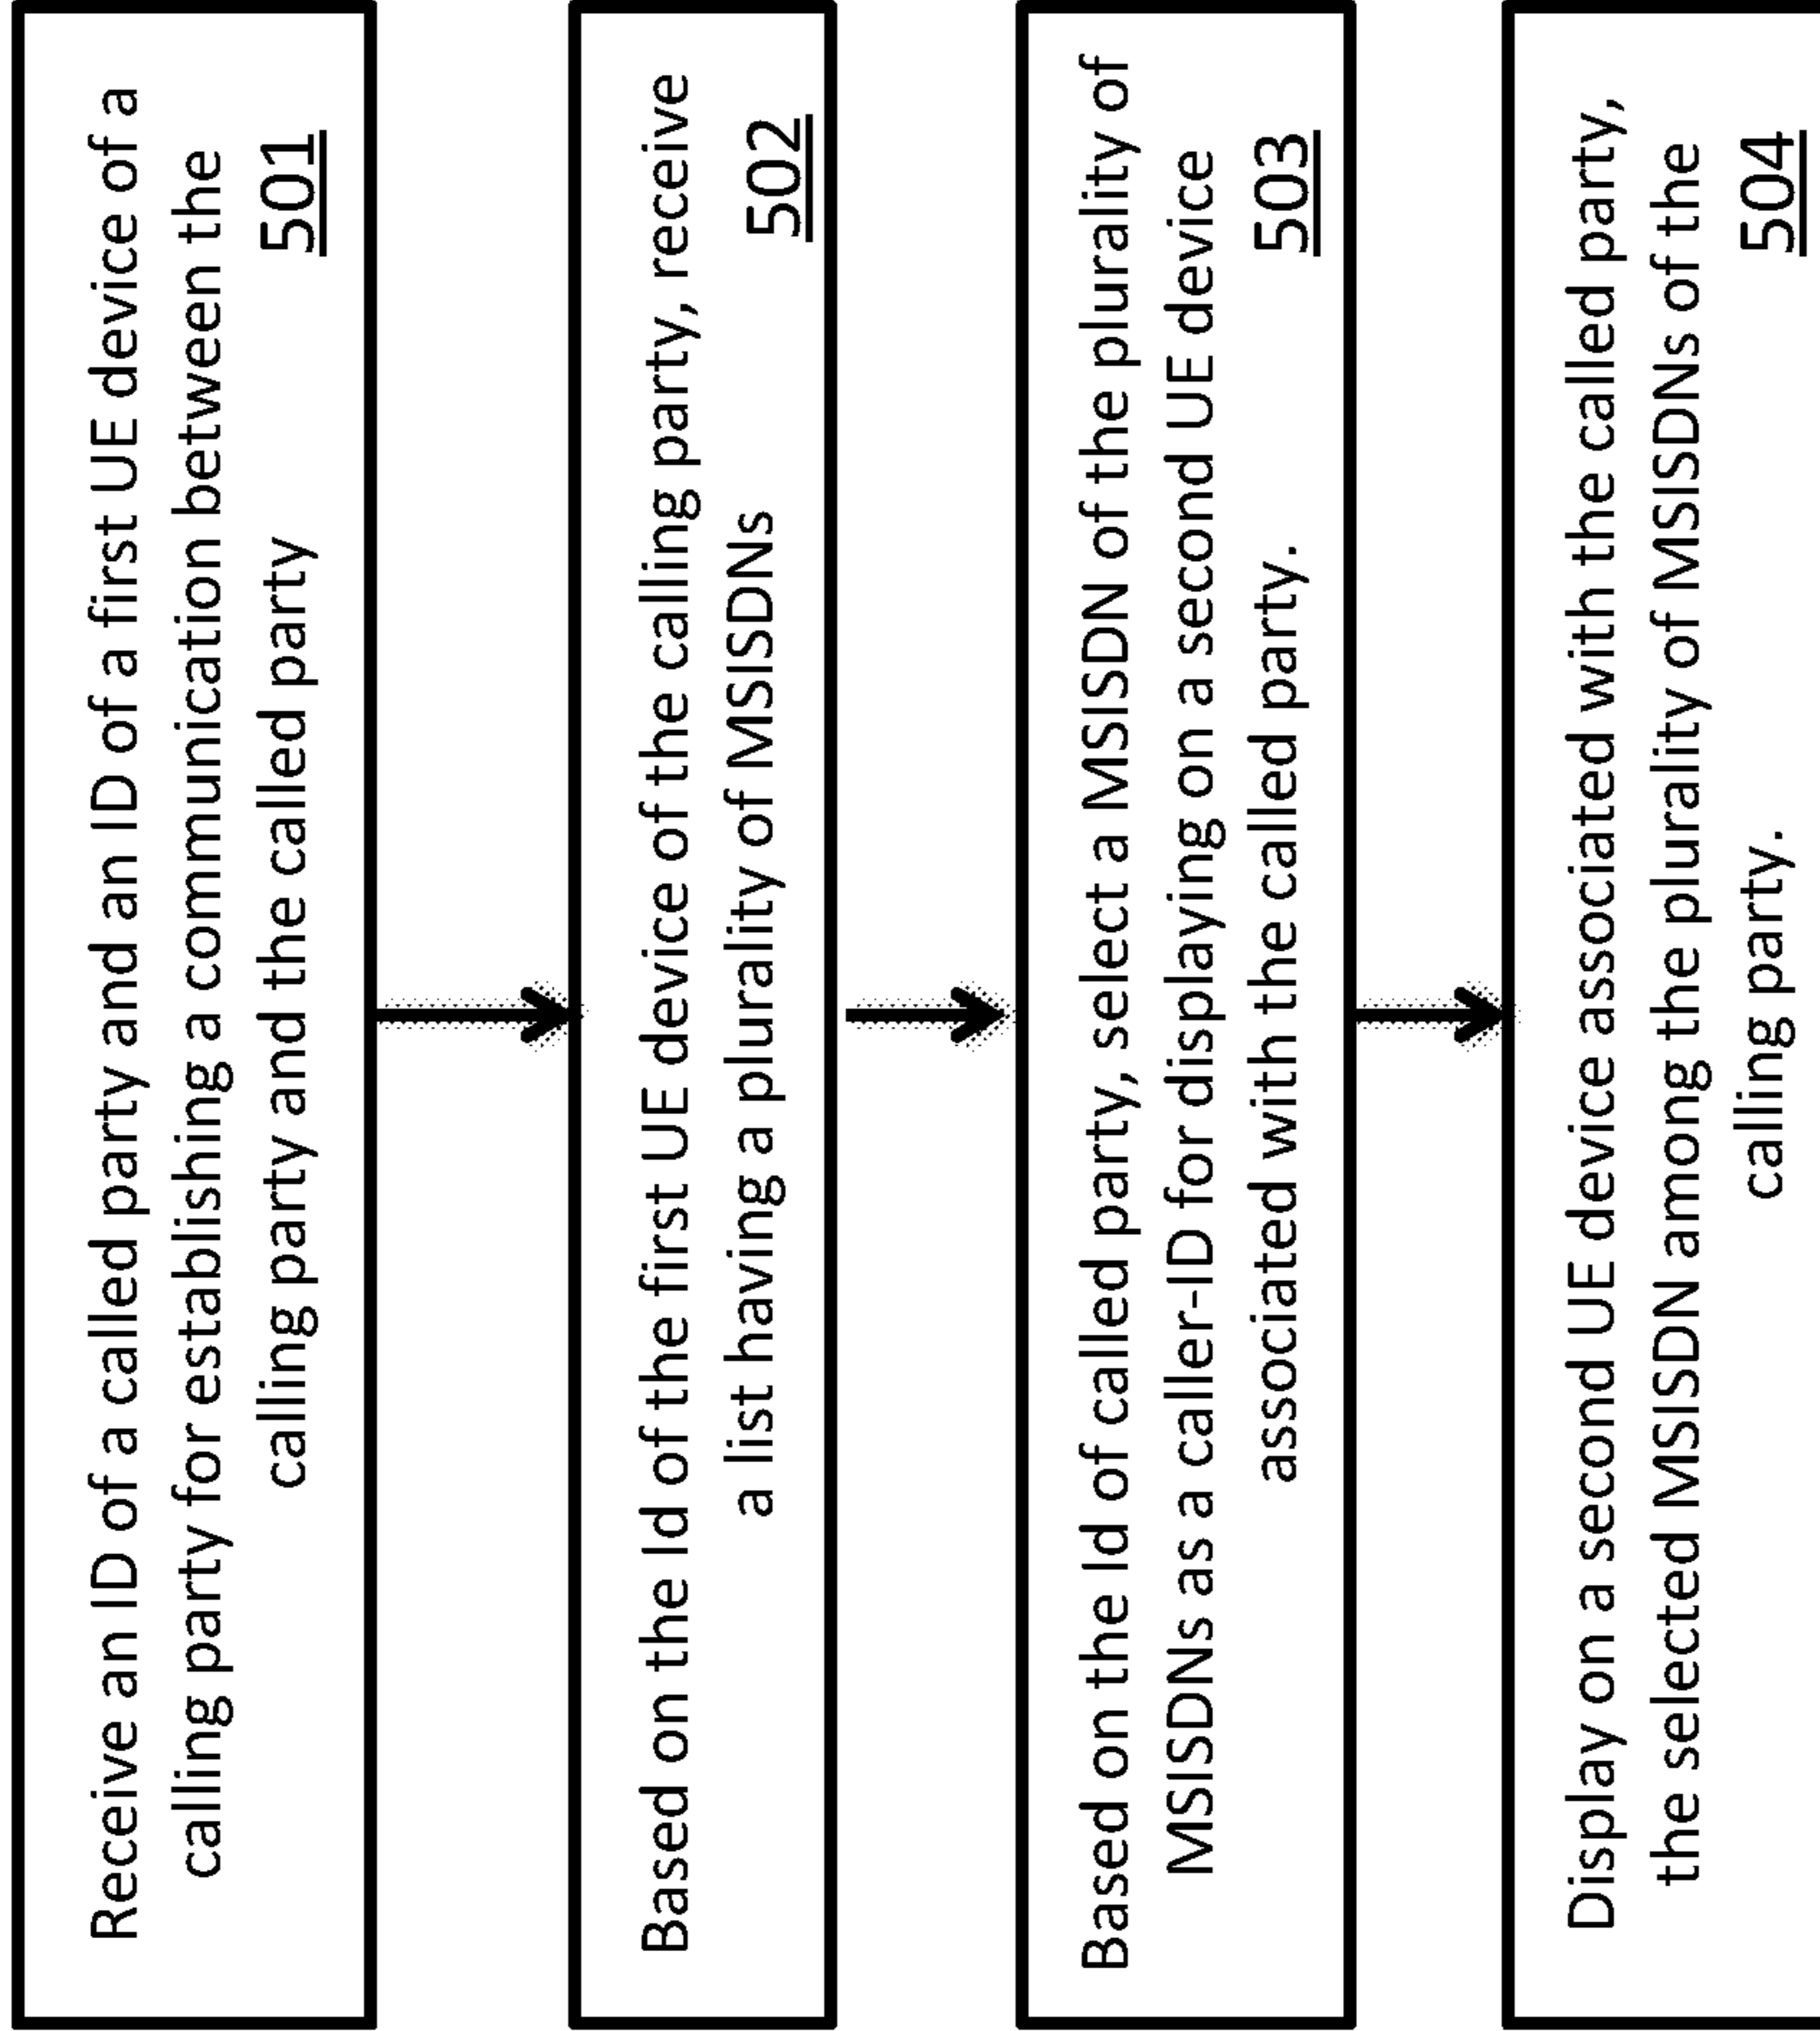 Receive an ID of a called party and an ID of a first UE device of a
calling party for establishing a communication between the
calling party and the called party
501
Based on the Id of the first UE device of the calling party, receive
a list having a plurality of MSISDNs
502
Based on the Id of called party, select a MSISDN of the plurality of
MSISDNs as a caller-ID for displaying on a second UE device
associated with the called party.
503
Display on a second UE device associated with the called party,
the selected MSISDN among the plurality of MSISDNs of the
calling party.
504